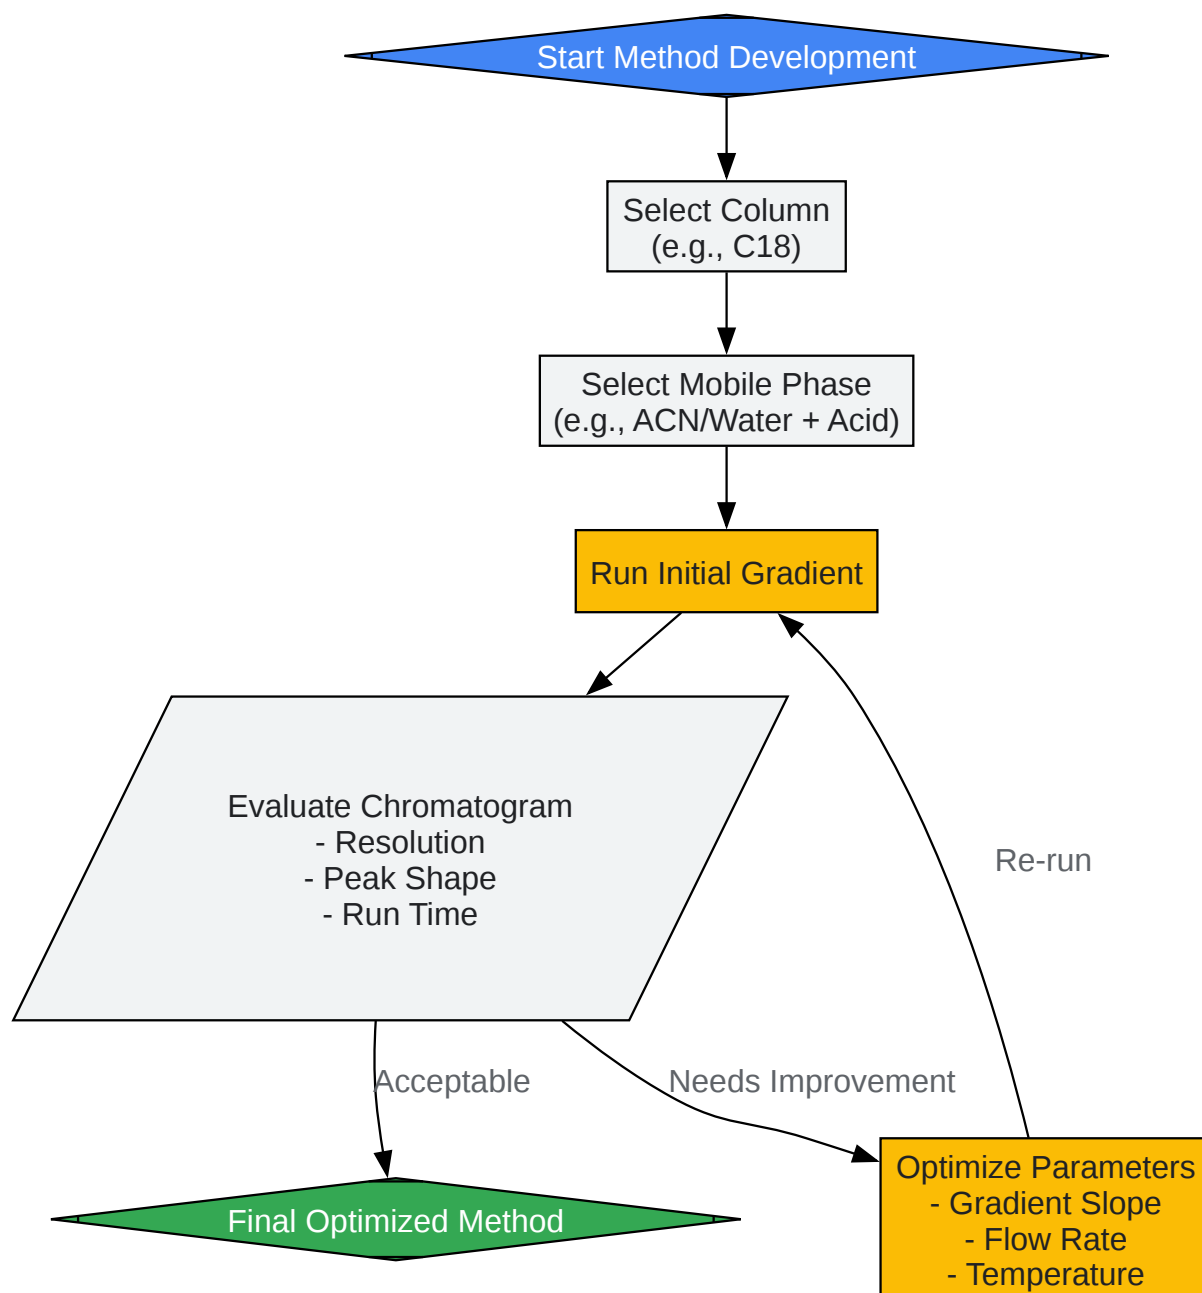 Start Method Development
Select Column
(e.g., C18)
Select Mobile Phase
(e.g., ACN/Water + Acid)
Run Initial Gradient
Evaluate Chromatogram
- Resolution
- Peak Shape
- Run Time
Re-run
Acceptable
Needs Improvement
Optimize Parameters
- Gradient Slope
- Flow Rate
- Temperature
Final Optimized Method